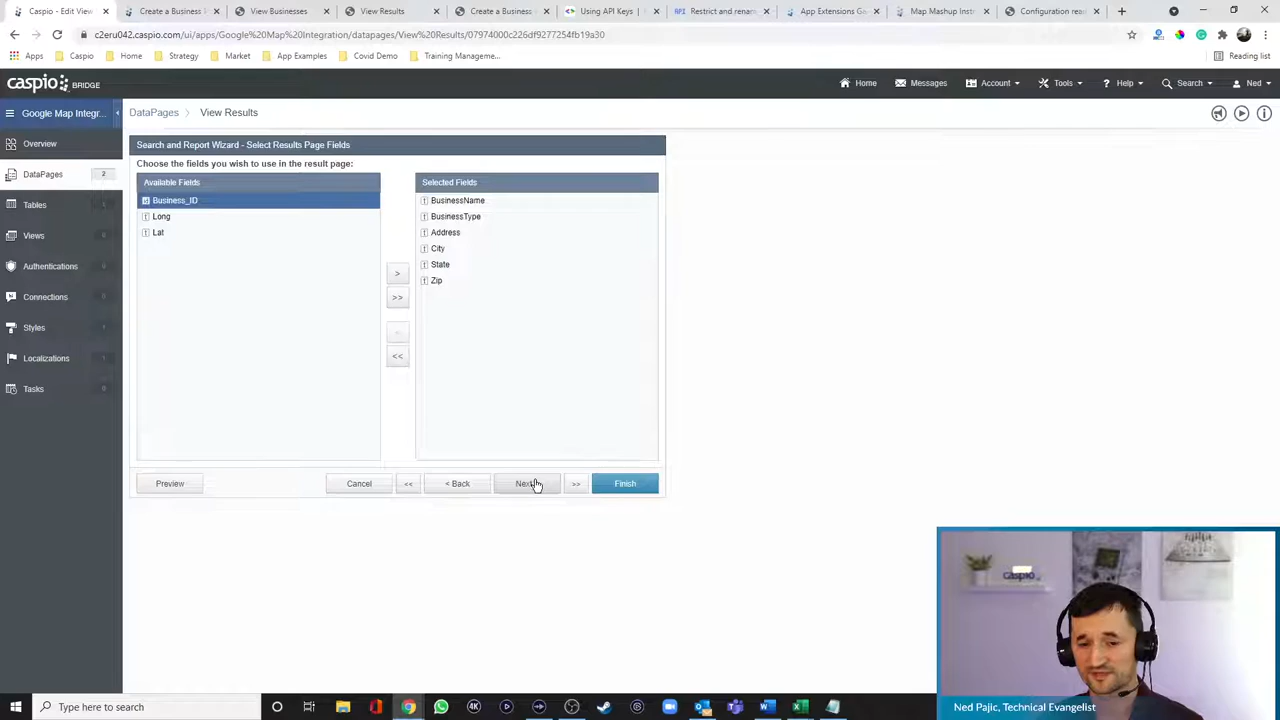 Caspio - Edit View
Create a Business
View Businesses
View Results
Create a Business
Using API Keys
Restrict and renam
App Extensions Ga
Map Mashup Inst
Configuration rea
c2eru042.caspio.com/ui/apps/Google%20Map%20Integration/datapages/View%20Results/07974000c226df9277254fb19a30
Apps
Caspio
Home
Strategy
Market
App Examples
Covid Demo
Training Manageme...
Reading list
caspio BRIDGE
Home
Messages
Account
Tools
Help
Search
Ned
Google Map Integr...
DataPages
View Results
Overview
DataPages 2
Tables
Views
Authentications
Connections
Styles
Localizations
Tasks
Search and Report Wizard - Select Results Page Fields
Choose the fields you wish to use in the result page:
Available Fields
Business_ID
Long
Lat
>
>>
<<
Selected Fields
BusinessName
BusinessType
Address
City
State
Zip
Preview
Cancel
<<
< Back
Next
>>
Finish
caspio
Ned Pajic, Technical Evangelist
Type here to search